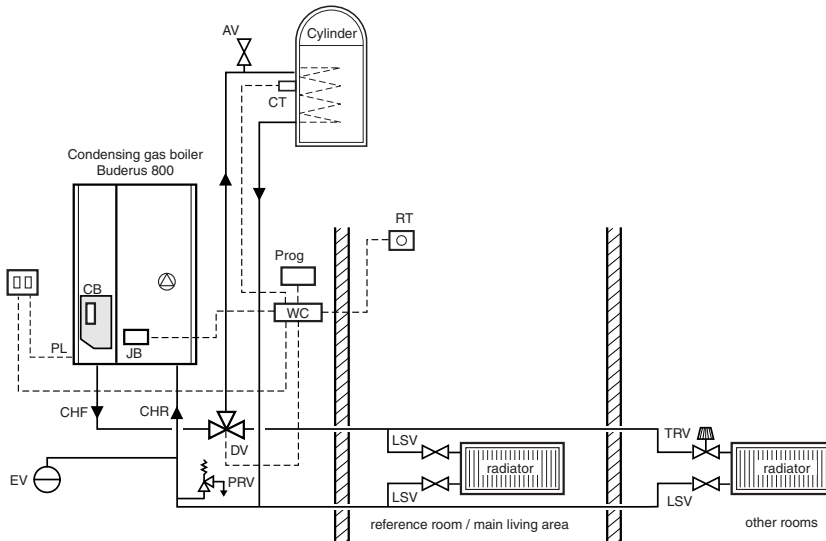 AV
Cylinder
CT
Condensing gas boiler
Buderus 800
RT
Prog
CB
WC
PL
JB
CHF
CHR
LSV
TRV
DV
radiator
radiator
EV
PRV
LSV
LSV
reference room / main living area
other rooms